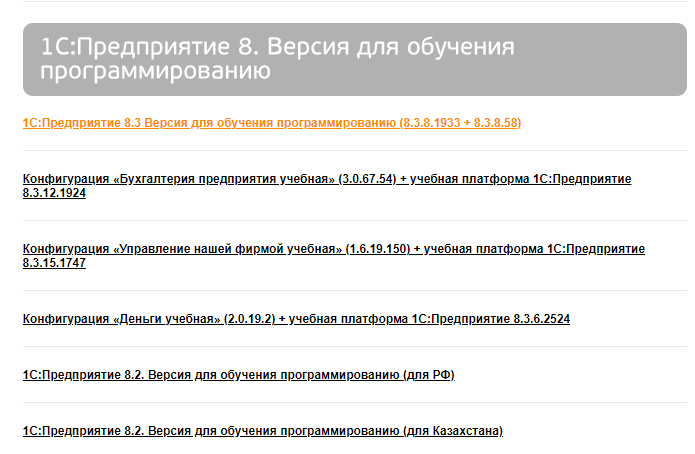 1С:Предприятие 8. Версия для обучения
программированию
1С:Предприятие 8.3 Версия для обучения программированию (8.3.8.1933 + 8.3.8.58)
Конфигурация «Бухгалтерия предприятия учебная» (3.0.67.54) + учебная платформа 1С:Предприятие
8.3.12.1924
Конфигурация «Управление нашей фирмой учебная» (1.6.19.150) + учебная платформа 1С:Предприятие
8.3.15.1747
Конфигурация «Деньги учебная» (2.0.19.2) + учебная платформа 1С:Предприятие 8.3.6.2524
1С:Предприятие 8.2. Версия для обучения программированию (для РФ)
1С:Предприятие 8.2. Версия для обучения программированию (для Казахстана)